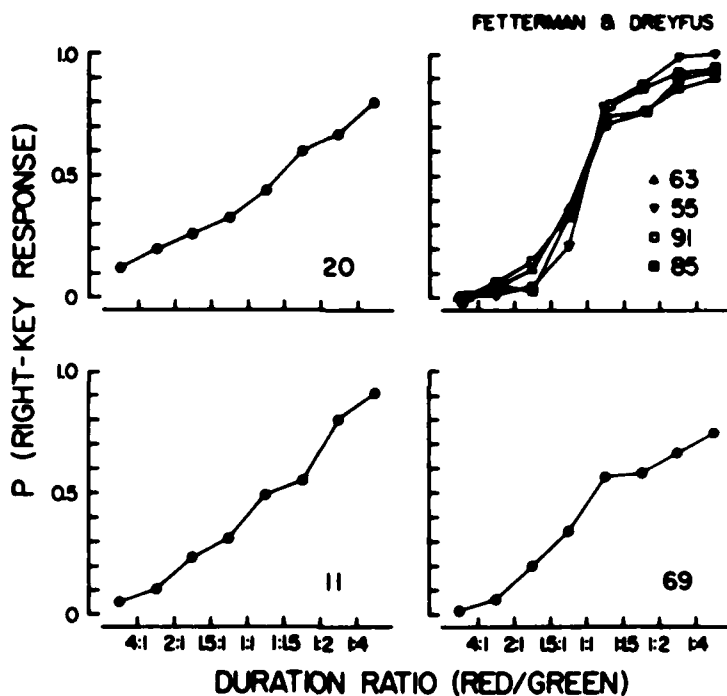 FETTERMAN & DREYFUS
1.0
0.5
0
20
63
55
91
85
P (RIGHT-KEY RESPONSE)
1.0
0.5
0
11
69
4:1 2:1 1.5:1 1:1 1:1.5 1:2 1:4
4:1 2:1 1.5:1 1:1 1:1.5 1:2 1:4
DURATION RATIO (RED/GREEN)